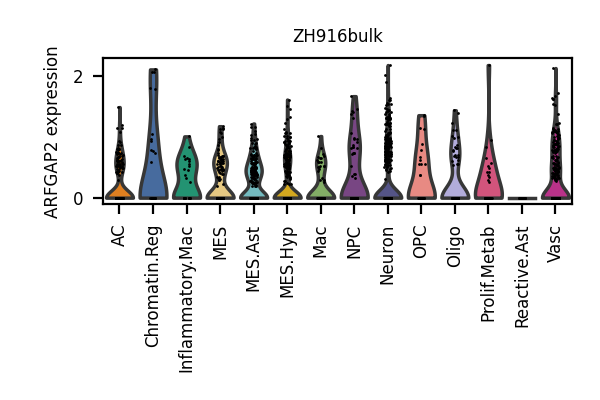 ZH916bulk
ARFGAP2 expression
2
0
AC
Chromatin.Reg
Inflammatory.Mac
MES
MES.Ast
MES.Hyp
Mac
NPC
Neuron
OPC
Oligo
Prolif.Metab
Reactive.Ast
Vasc